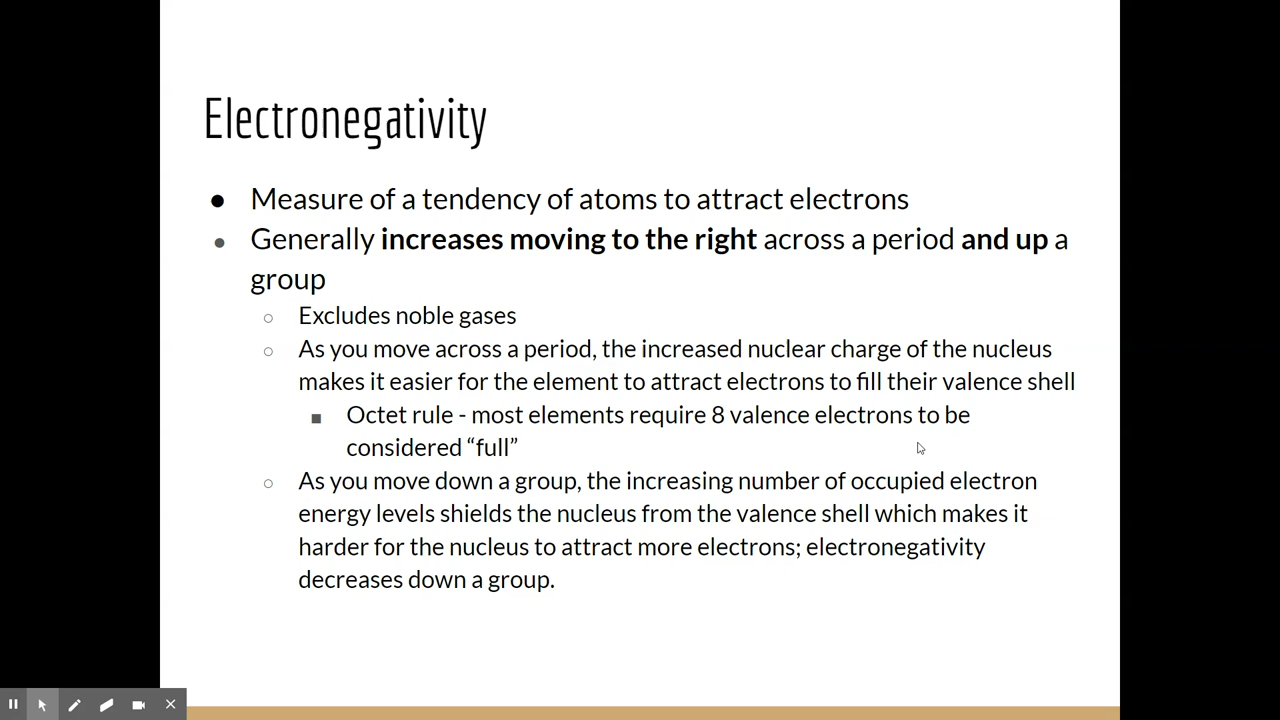 Electronegativity
● Measure of a tendency of atoms to attract electrons
● Generally increases moving to the right across a period and up a
group
○ Excludes noble gases
○ As you move across a period, the increased nuclear charge of the nucleus
makes it easier for the element to attract electrons to fill their valence shell
■ Octet rule - most elements require 8 valence electrons to be
considered “full”
○ As you move down a group, the increasing number of occupied electron
energy levels shields the nucleus from the valence shell which makes it
harder for the nucleus to attract more electrons; electronegativity
decreases down a group.